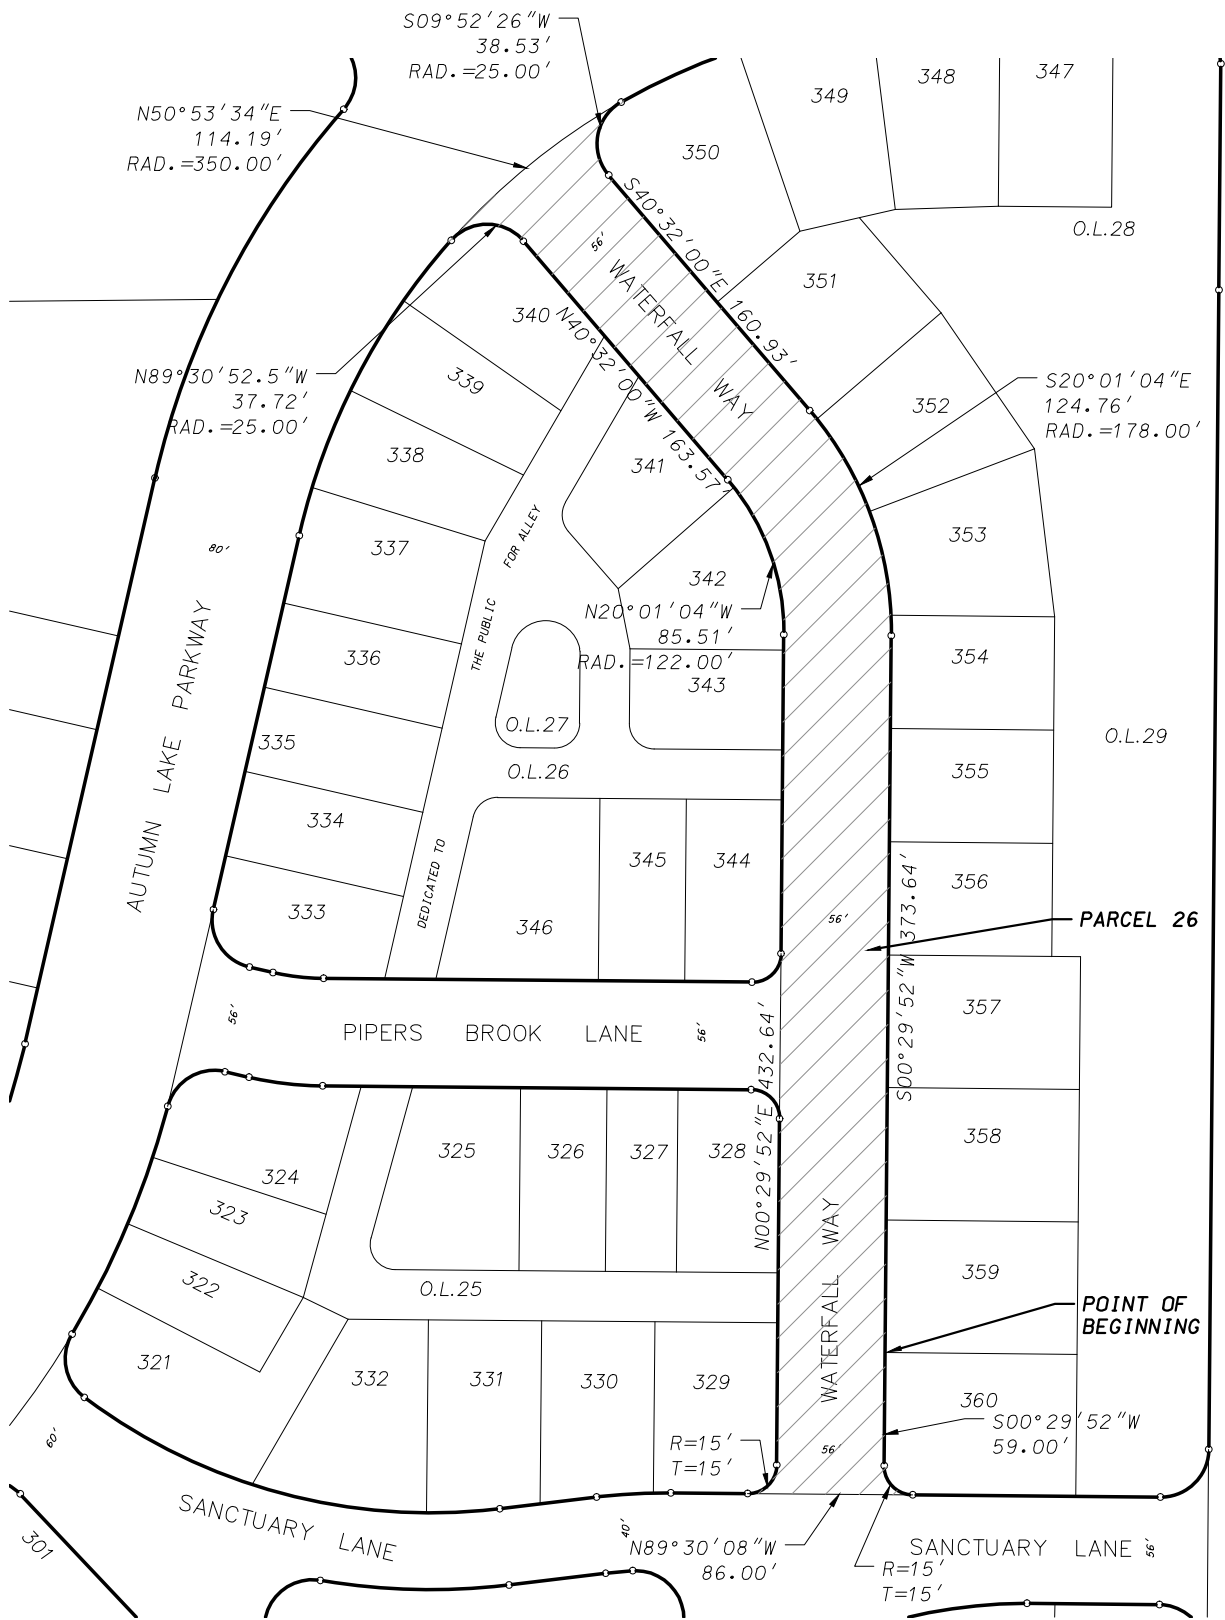 S09°52'26"W
38.53'
RAD.=25.00'
N50°53'34"E
114.19'
RAD.=350.00'
349
348
347
350
O.L.28
S40°32'00"E 160.93'
56'
WATERFALL WAY
351
340
N40°32'00"W 163.57'
339
N89°30'52.5"W
37.72'
RAD.=25.00'
352
S20°01'04"E
124.76'
RAD.=178.00'
338
341
353
337
80'
FOR ALLEY
342
N20°01'04"W
85.51'
RAD.=122.00'
THE PUBLIC
336
343
354
AUTUMN LAKE PARKWAY
335
O.L.27
O.L.26
355
O.L.29
334
345
344
356
DEDICATED TO
333
346
56'
PARCEL 26
S00°29'52"W 373.64'
357
56'
PIPERS BROOK LANE
56'
N00°29'52"E 432.64'
325
326
327
328
358
324
323
322
O.L.25
WATERFALL WAY
359
POINT OF
BEGINNING
321
332
331
330
329
360
S00°29'52"W
59.00'
60'
R=15'
T=15'
56'
SANCTUARY LANE
40'
N89°30'08"W
86.00'
SANCTUARY LANE
56'
R=15'
T=15'
301